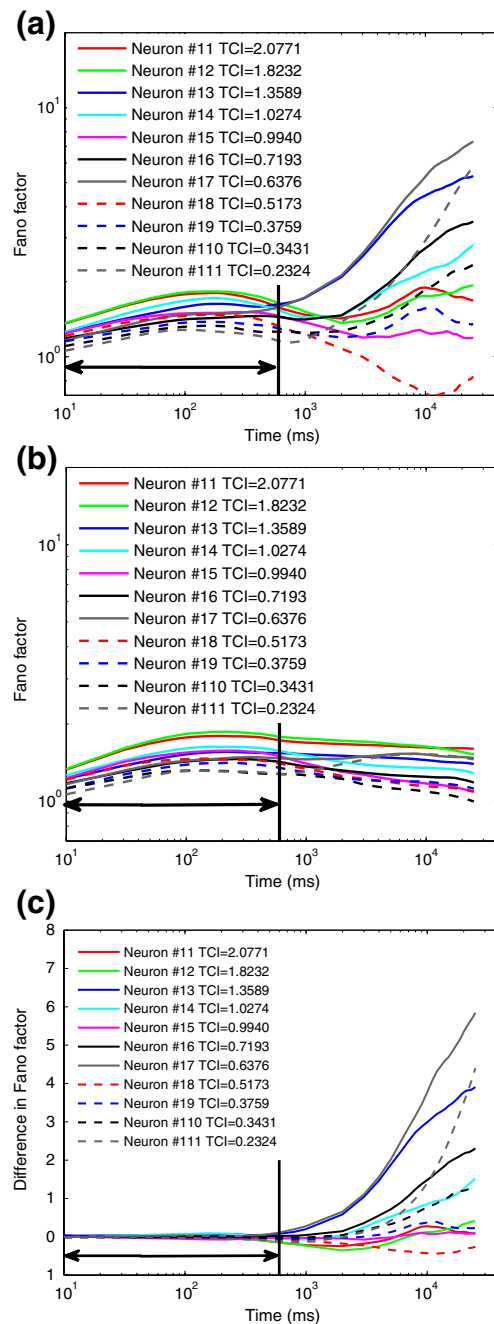 (a)
Neuron #11 TCI=2.0771
Neuron #12 TCI=1.8232
Neuron #13 TCI=1.3589
Neuron #14 TCI=1.0274
Neuron #15 TCI=0.9940
Neuron #16 TCI=0.7193
Neuron #17 TCI=0.6376
Neuron #18 TCI=0.5173
Neuron #19 TCI=0.3759
Neuron #110 TCI=0.3431
Neuron #111 TCI=0.2324
Fano factor
10^1
10^0
10^1 10^2 10^3 10^4
Time (ms)
(b)
Neuron #11 TCI=2.0771
Neuron #12 TCI=1.8232
Neuron #13 TCI=1.3589
Neuron #14 TCI=1.0274
Neuron #15 TCI=0.9940
Neuron #16 TCI=0.7193
Neuron #17 TCI=0.6376
Neuron #18 TCI=0.5173
Neuron #19 TCI=0.3759
Neuron #110 TCI=0.3431
Neuron #111 TCI=0.2324
Fano factor
10^1
10^0
10^1 10^2 10^3 10^4
Time (ms)
(c)
Neuron #11 TCI=2.0771
Neuron #12 TCI=1.8232
Neuron #13 TCI=1.3589
Neuron #14 TCI=1.0274
Neuron #15 TCI=0.9940
Neuron #16 TCI=0.7193
Neuron #17 TCI=0.6376
Neuron #18 TCI=0.5173
Neuron #19 TCI=0.3759
Neuron #110 TCI=0.3431
Neuron #111 TCI=0.2324
Difference in Fano factor
8
7
6
5
4
3
2
1
0
1
10^1 10^2 10^3 10^4
Time (ms)